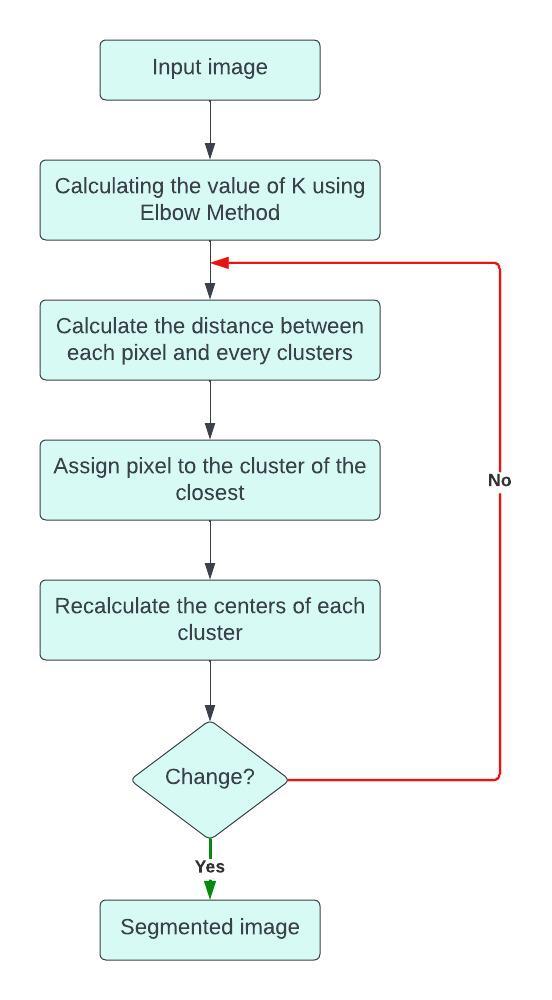 Input image
Calculating the value of K using
Elbow Method
Calculate the distance between
each pixel and every clusters
Assign pixel to the cluster of the
closest
No
Recalculate the centers of each
cluster
Change?
Yes
Segmented image